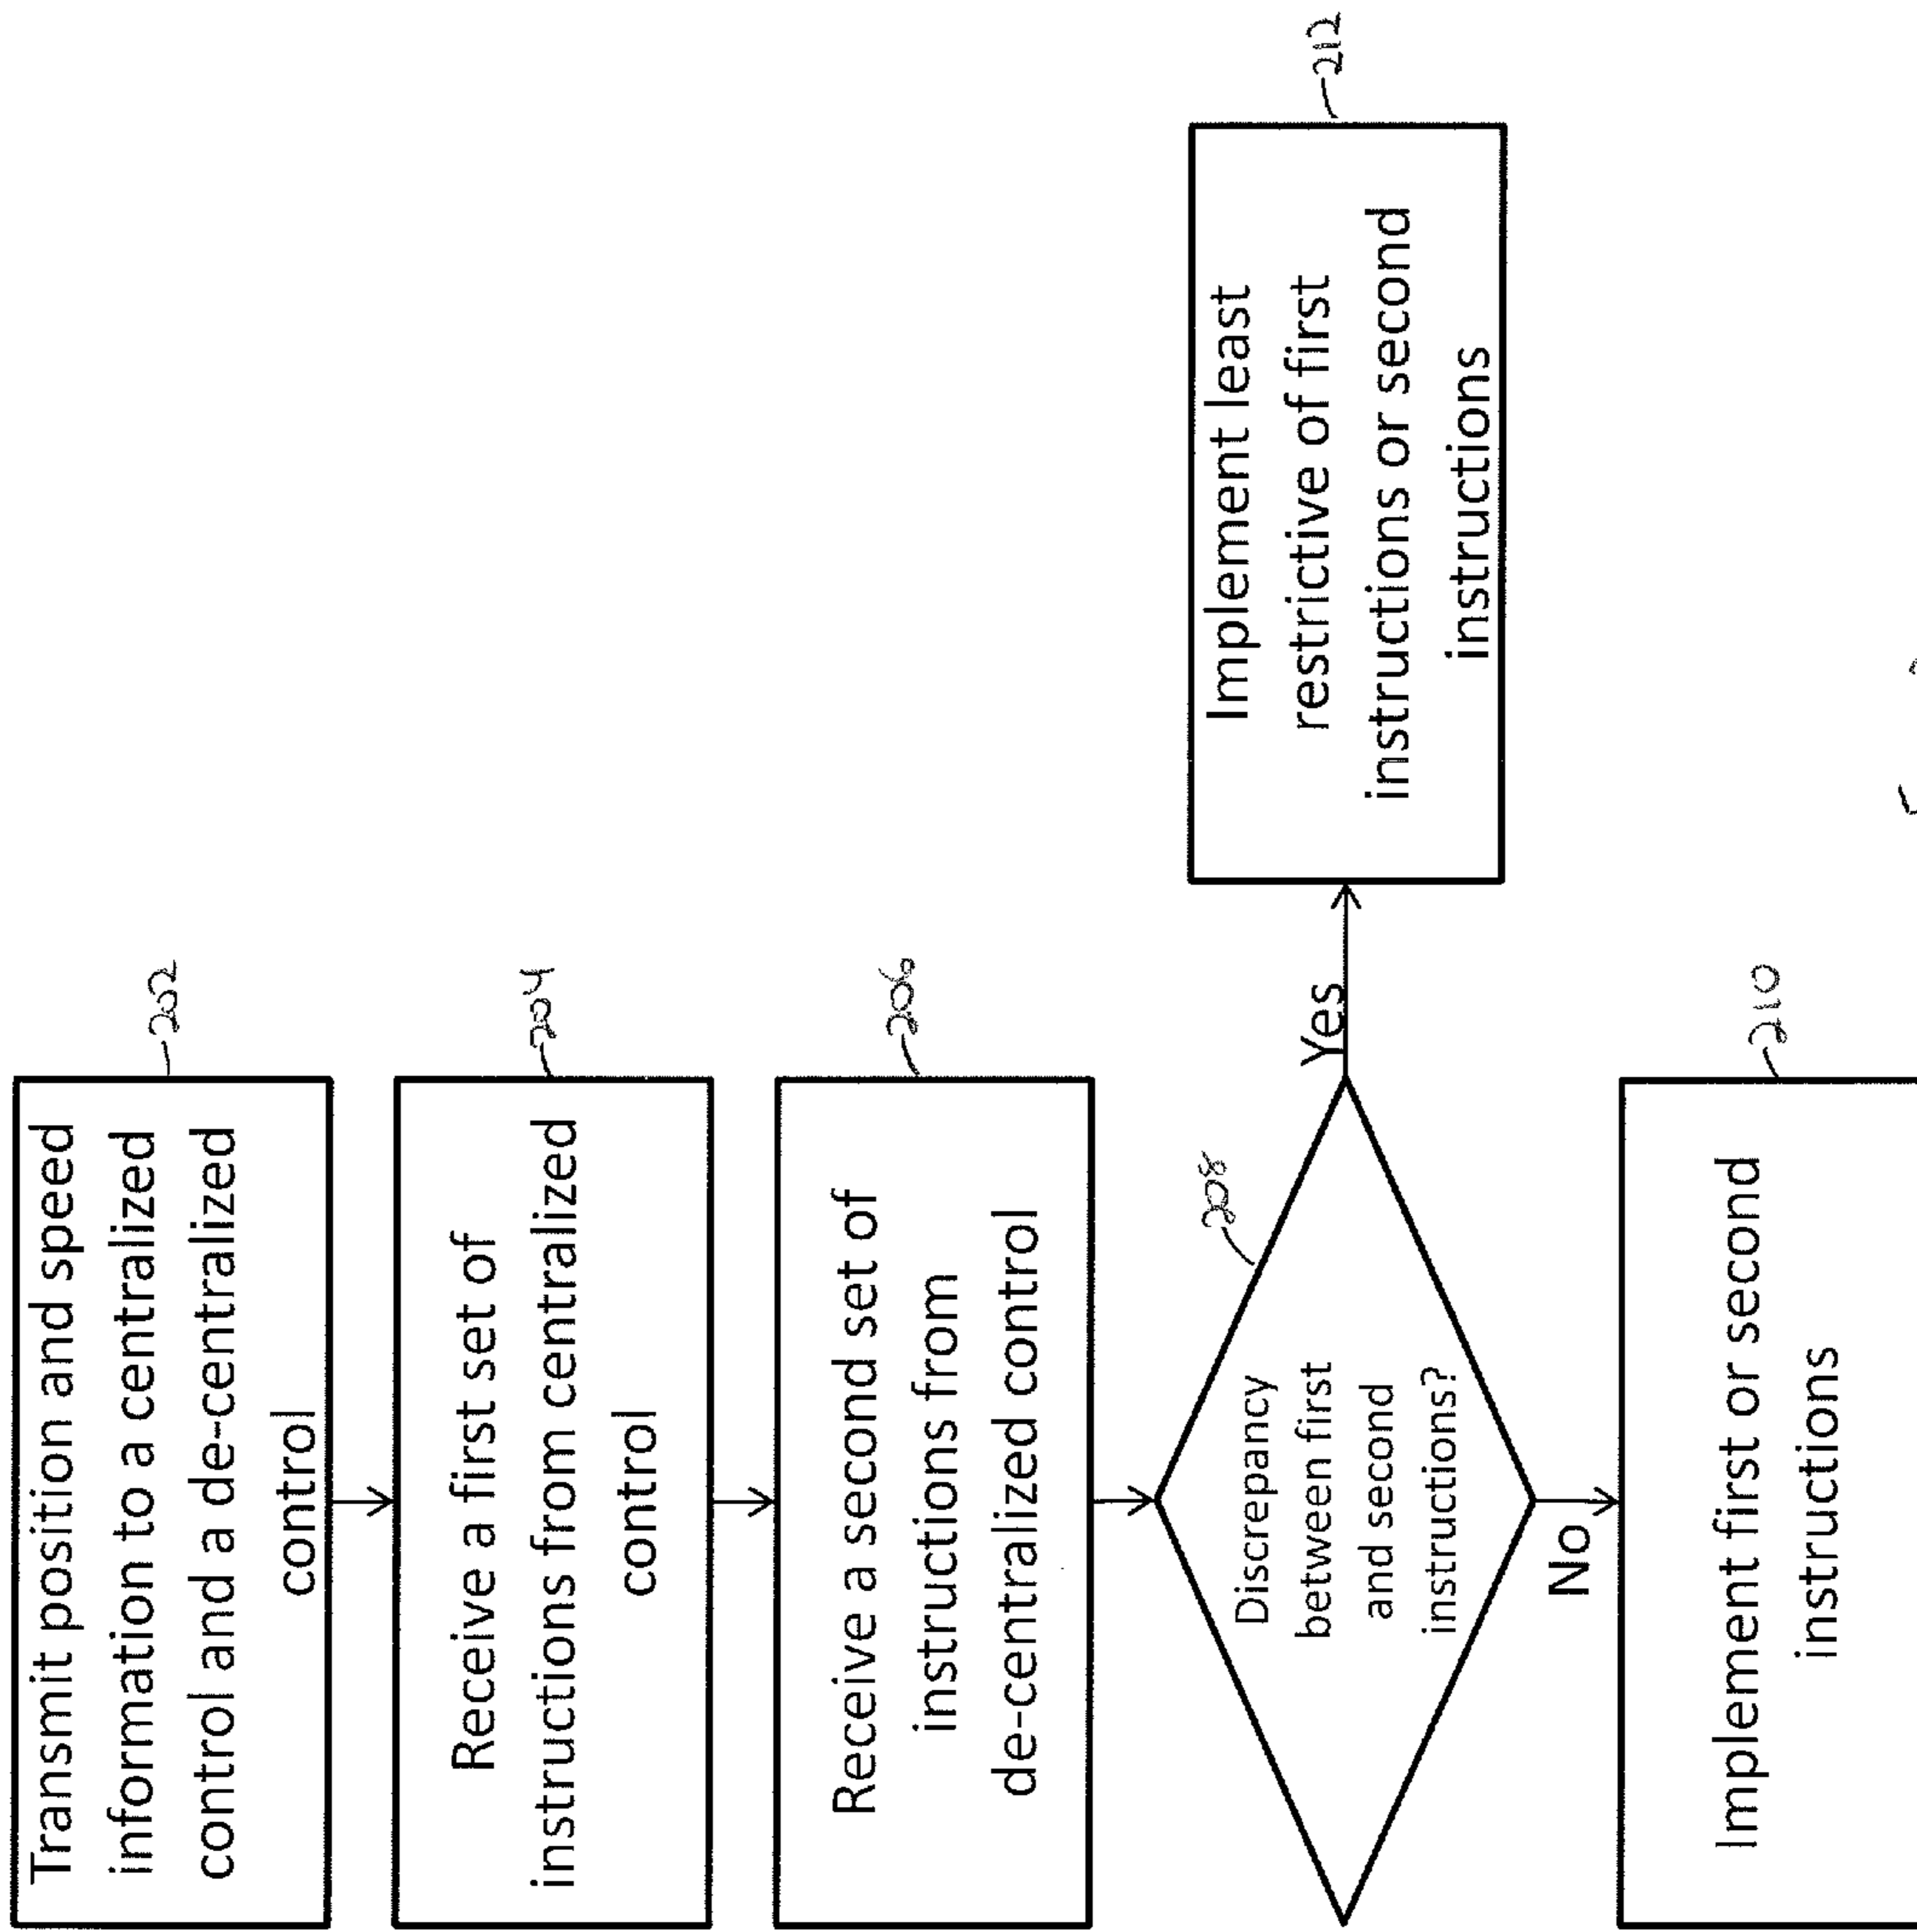 Transmit position and speed
information to a centralized
control and a de-centralized
control
202
Receive a first set of
instructions from centralized
control
204
Receive a second set of
instructions from
de-centralized control
206
Discrepancy
between first
and second
instructions?
208
Yes
Implement least
restrictive of first
instructions or second
instructions
212
No
Implement first or second
instructions
210